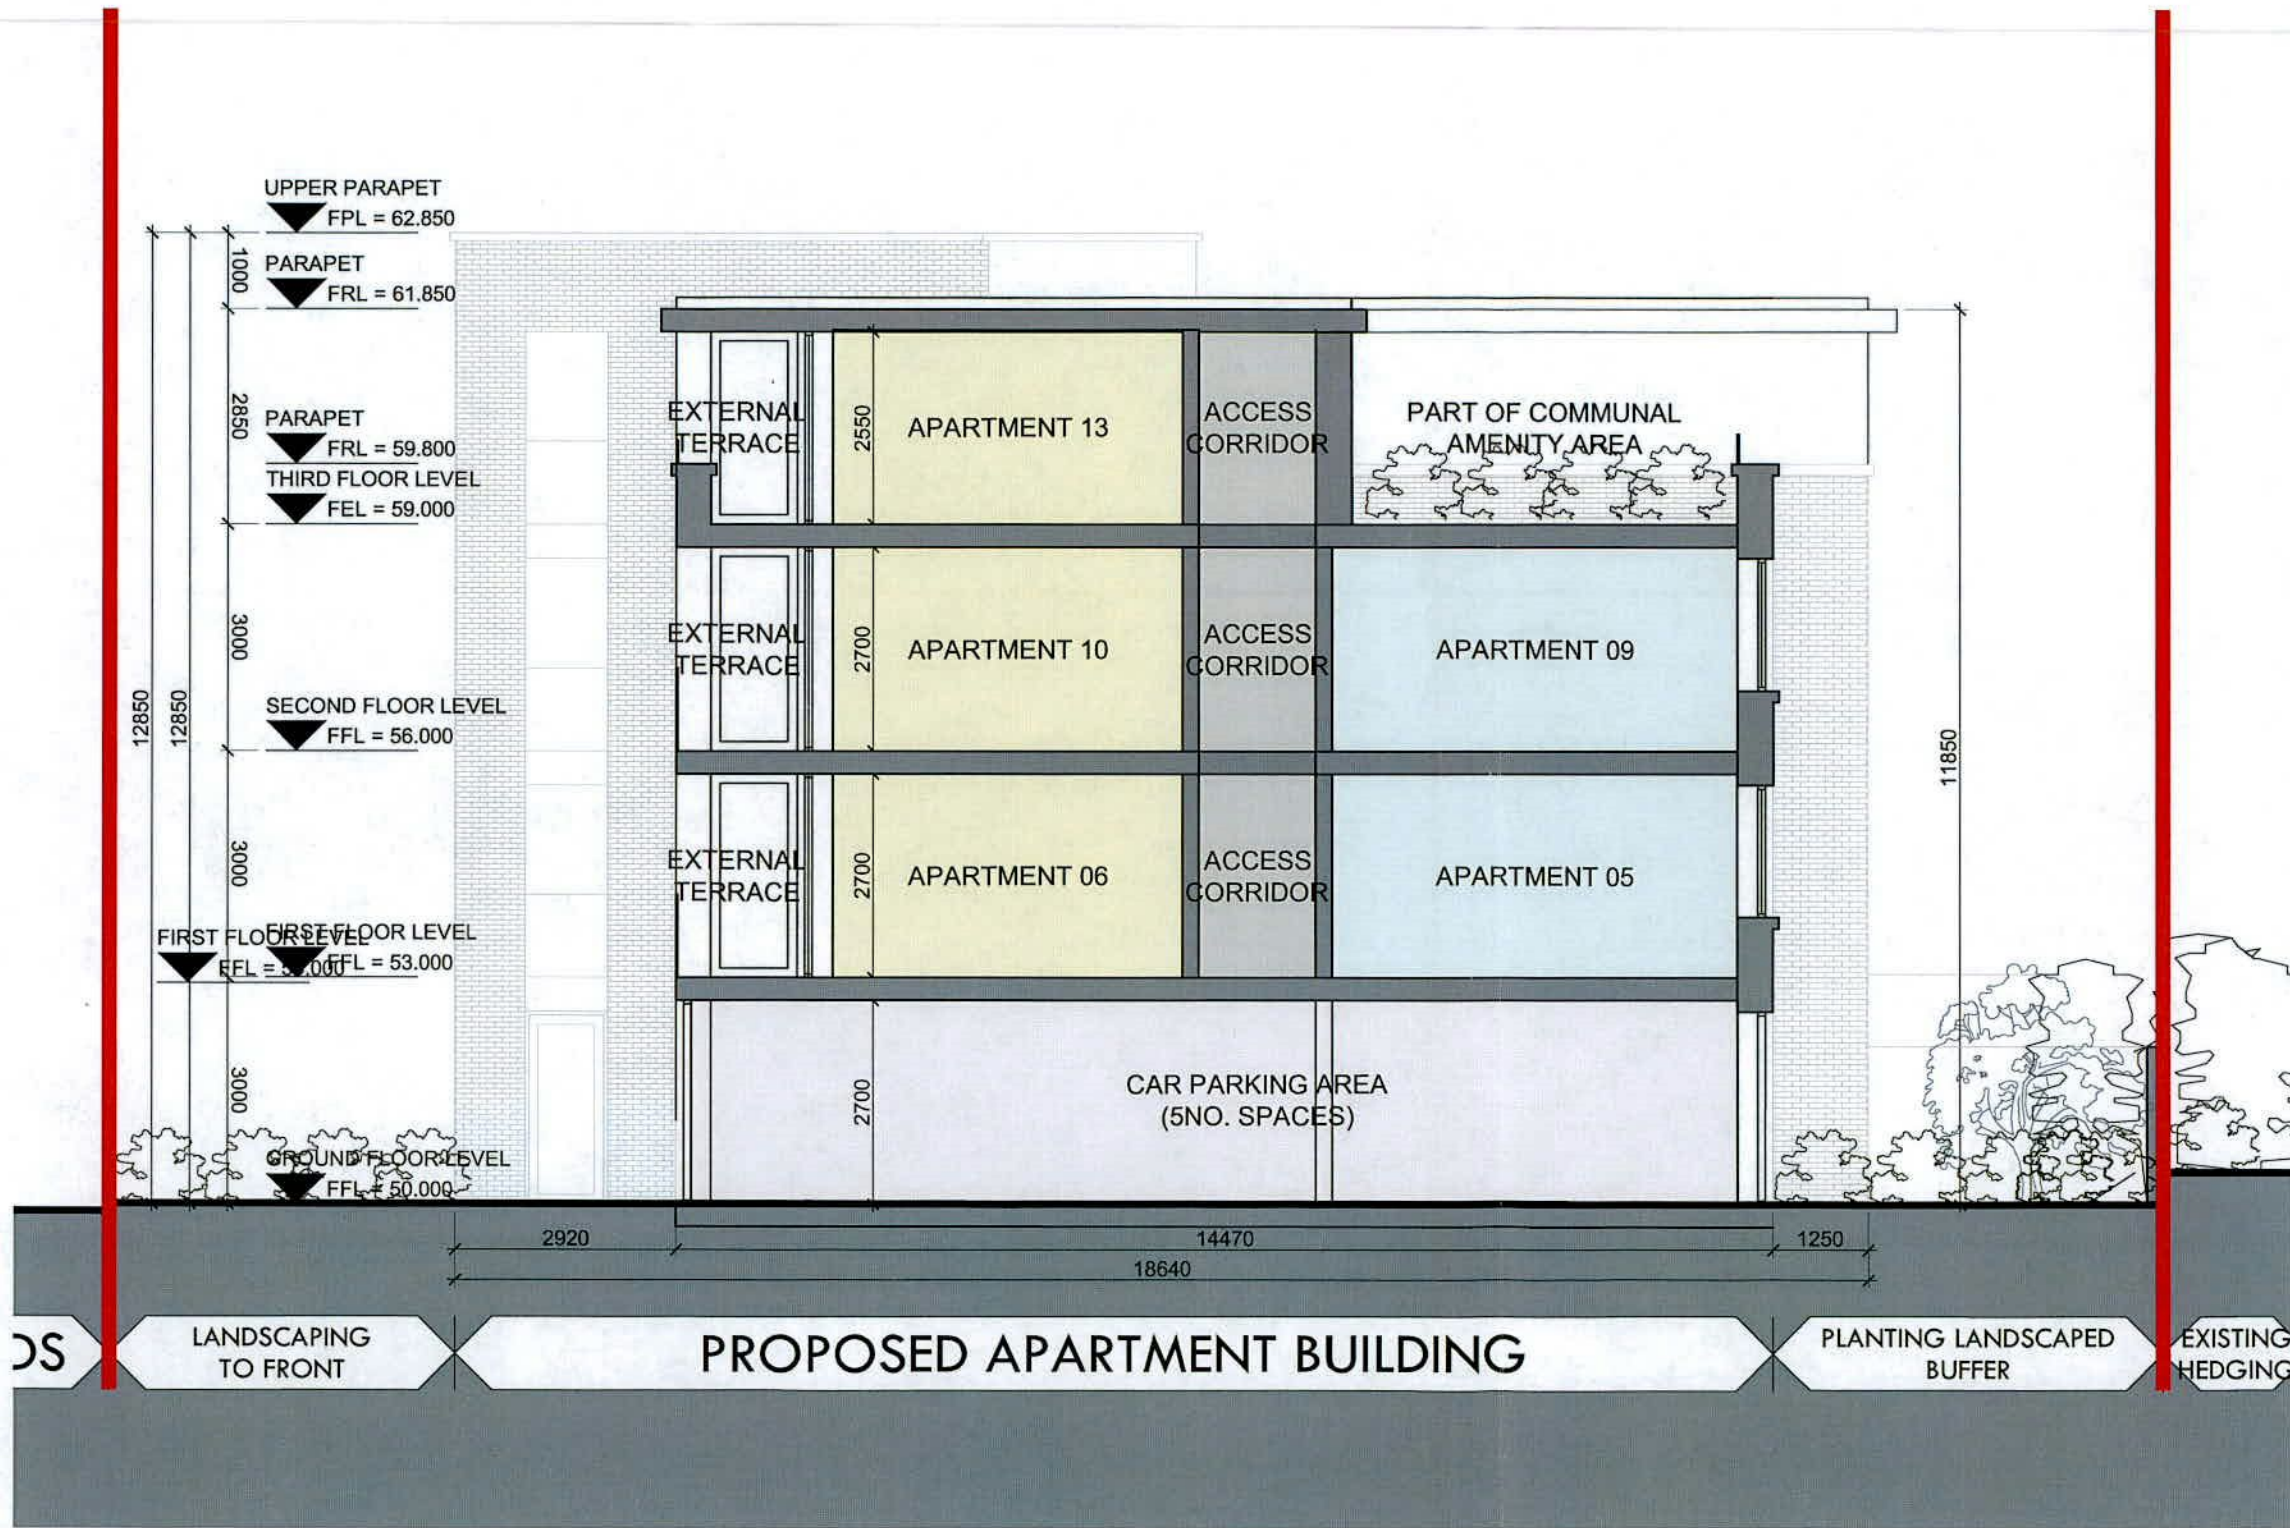 UPPER PARAPET
FPL = 62.850
PARAPET
FRL = 61.850
PARAPET
FRL = 59.800
THIRD FLOOR LEVEL
FEL = 59.000
SECOND FLOOR LEVEL
FFL = 56.000
FIRST FLOOR LEVEL
FFL = 53.000
FIRST FLOOR LEVEL
GROUND FLOOR LEVEL
FFL = 50.000
12850
12850
1000
2850
3000
3000
3000
EXTERNAL
TERRACE
2550
APARTMENT 13
ACCESS
CORRIDOR
PART OF COMMUNAL
AMENITY AREA
EXTERNAL
TERRACE
2700
APARTMENT 10
ACCESS
CORRIDOR
APARTMENT 09
EXTERNAL
TERRACE
2700
APARTMENT 06
ACCESS
CORRIDOR
APARTMENT 05
2700
CAR PARKING AREA
(5NO. SPACES)
11850
2920
14470
1250
18640
DS
LANDSCAPING
TO FRONT
PROPOSED APARTMENT BUILDING
PLANTING LANDSCAPED
BUFFER
EXISTING
HEDGING